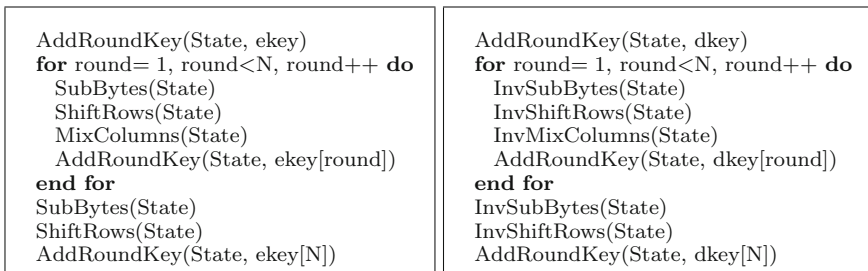 AddRoundKey(State, ekey)
for round= 1, round<N, round++ do
SubBytes(State)
ShiftRows(State)
MixColumns(State)
AddRoundKey(State, ekey[round])
end for
SubBytes(State)
ShiftRows(State)
AddRoundKey(State, ekey[N])
AddRoundKey(State, dkey)
for round= 1, round<N, round++ do
InvSubBytes(State)
InvShiftRows(State)
InvMixColumns(State)
AddRoundKey(State, dkey[round])
end for
InvSubBytes(State)
InvShiftRows(State)
AddRoundKey(State, dkey[N])